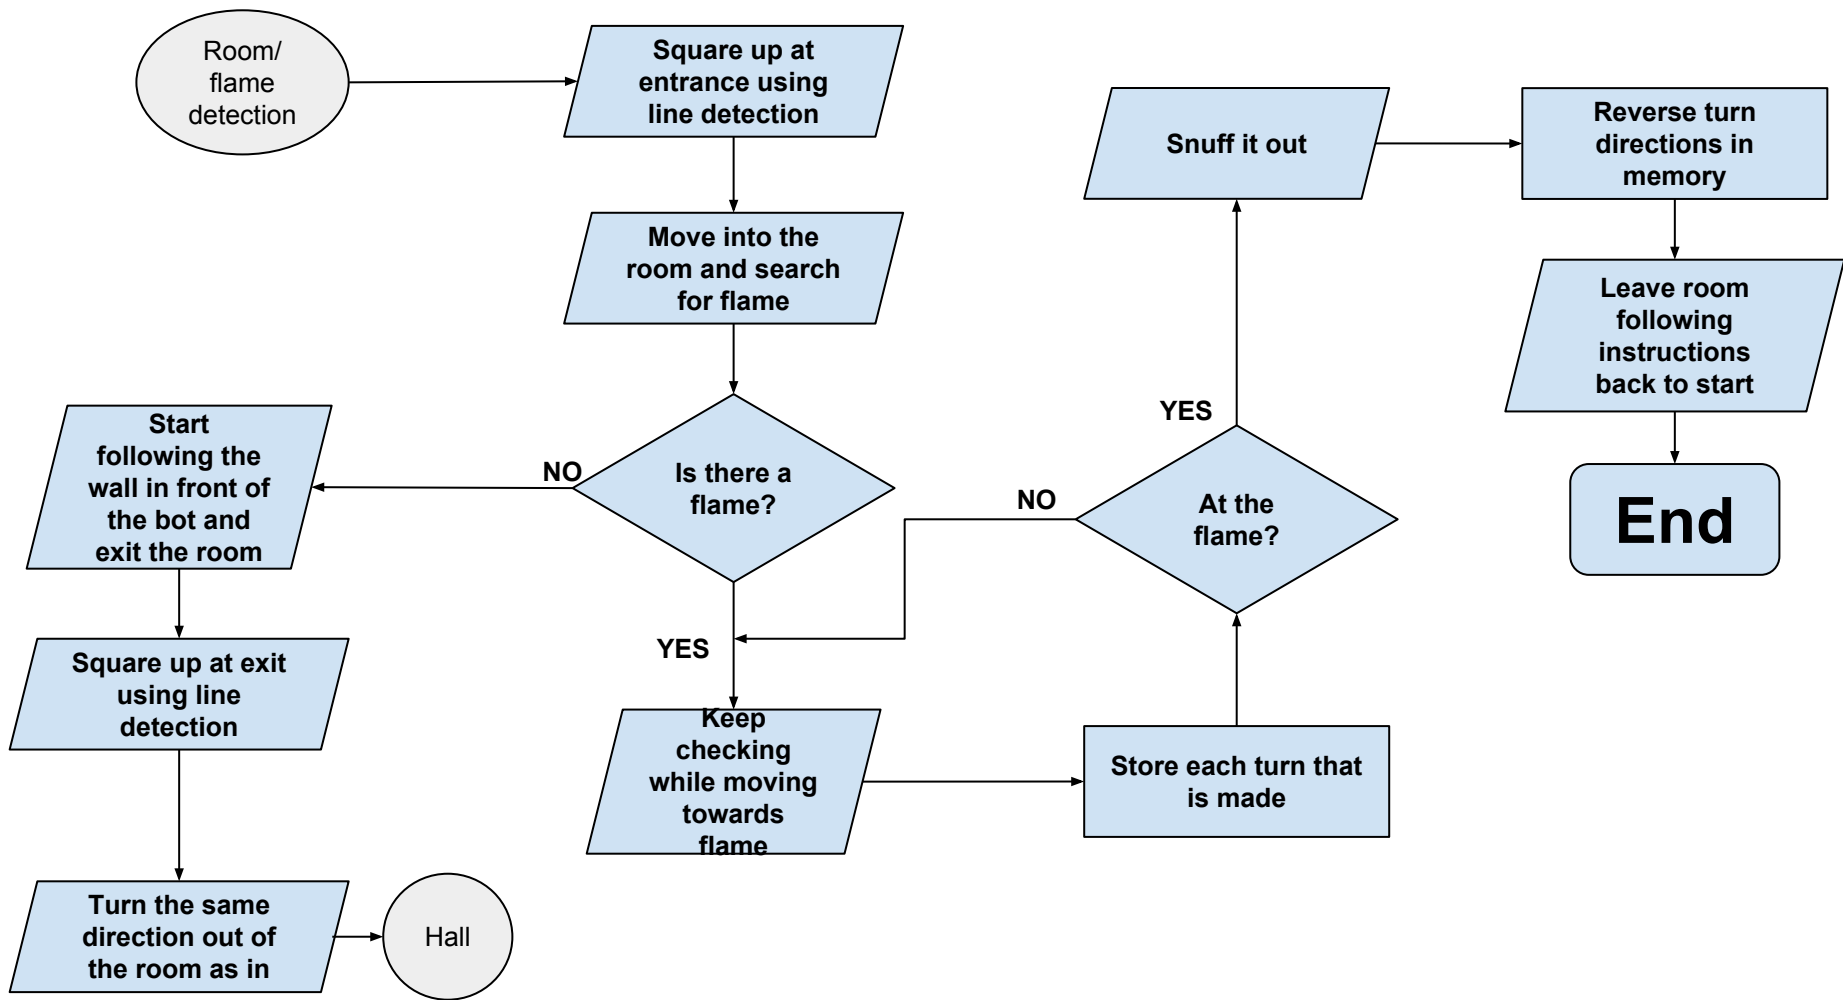 Room/
flame
detection
Square up at
entrance using
line detection
Move into the
room and search
for flame
Is there a
flame?
NO
YES
Start
following the
wall in front of
the bot and
exit the room
Square up at exit
using line
detection
Turn the same
direction out of
the room as in
Hall
Keep
checking
while moving
towards
flame
Store each turn that
is made
At the
flame?
NO
YES
Snuff it out
Reverse turn
directions in
memory
Leave room
following
instructions
back to start
End